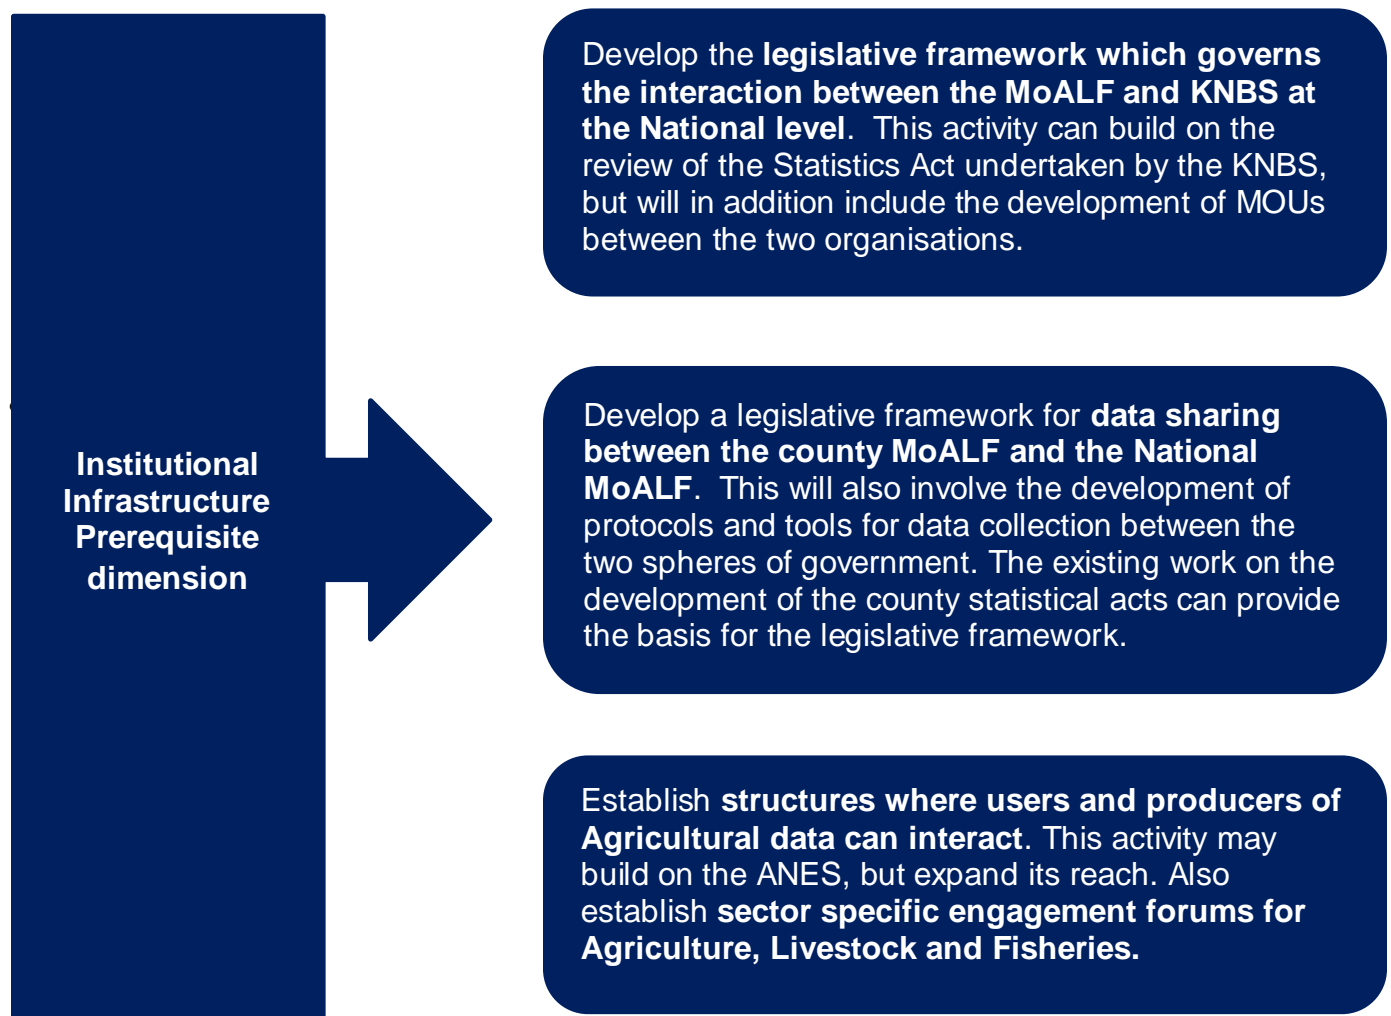 Institutional
Infrastructure
Prerequisite
dimension
Develop the legislative framework which governs
the interaction between the MoALF and KNBS at
the National level.  This activity can build on the
review of the Statistics Act undertaken by the KNBS,
but will in addition include the development of MOUs
between the two organisations.
Develop a legislative framework for data sharing
between the county MoALF and the National
MoALF.  This will also involve the development of
protocols and tools for data collection between the
two spheres of government. The existing work on the
development of the county statistical acts can provide
the basis for the legislative framework.
Establish structures where users and producers of
Agricultural data can interact. This activity may
build on the ANES, but expand its reach. Also
establish sector specific engagement forums for
Agriculture, Livestock and Fisheries.